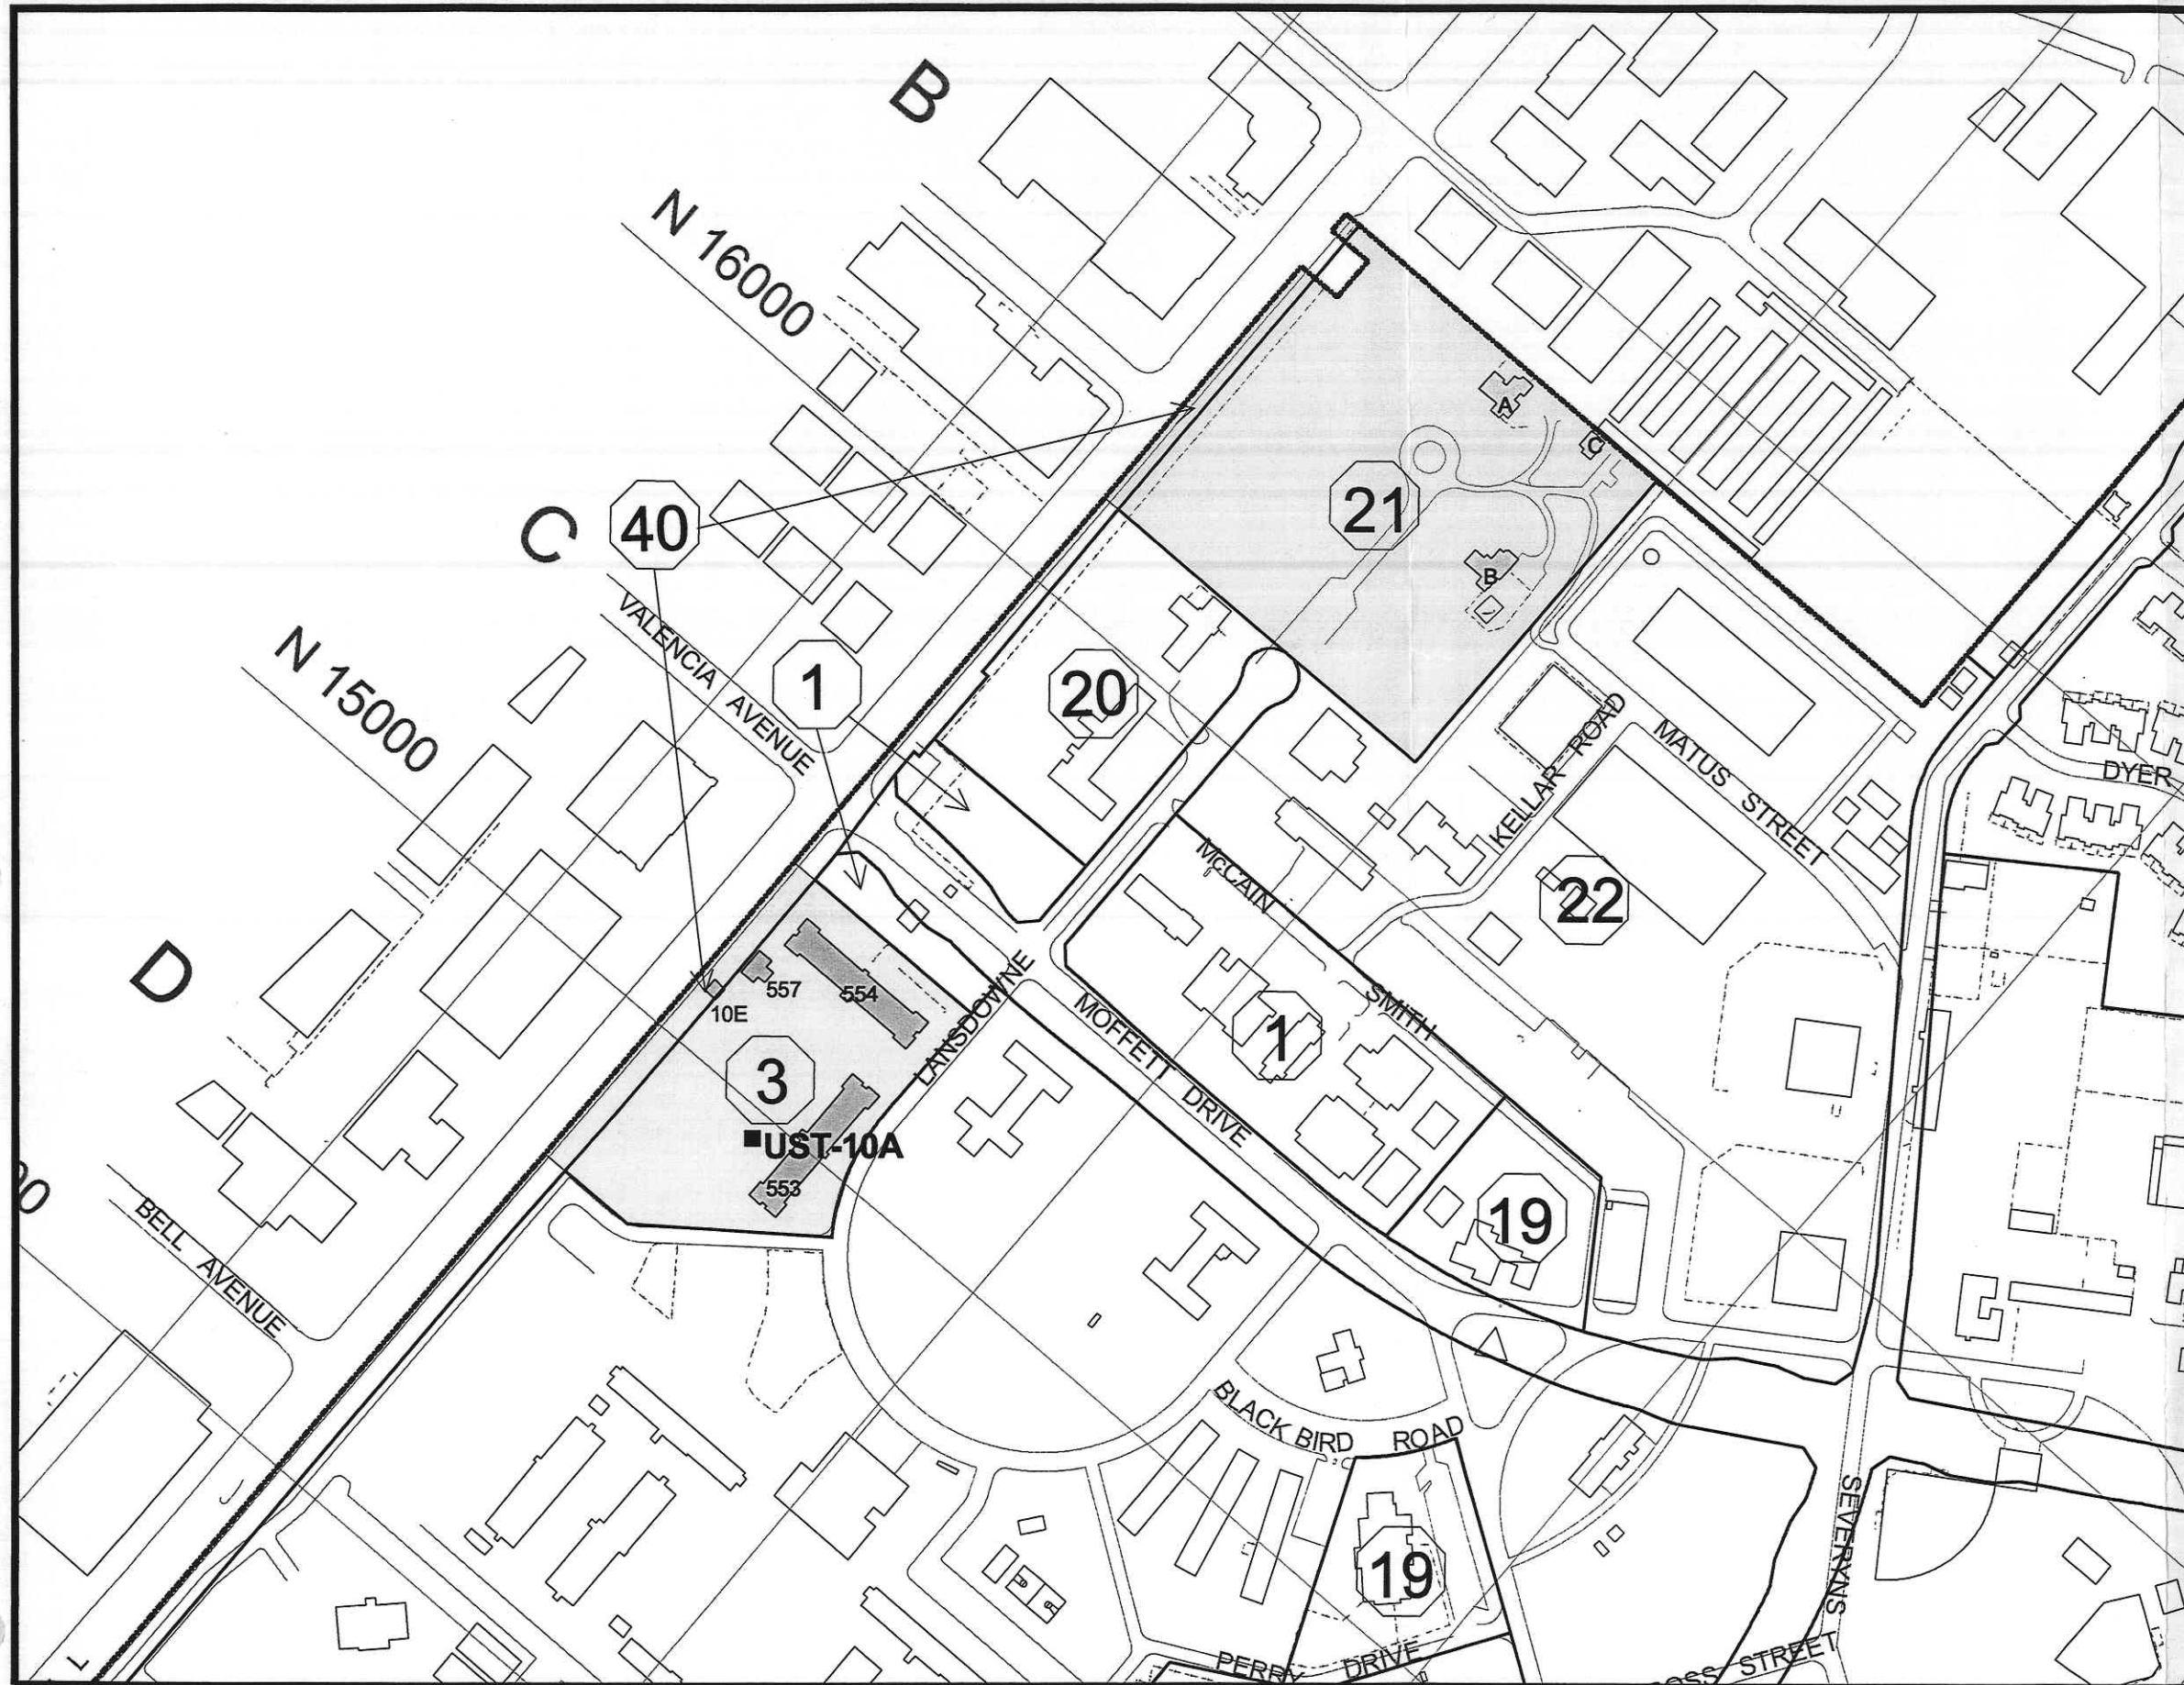 B
N 16000
C
40
21
A
C
B
VALENCIA AVENUE
1
20
N 15000
KELLAR ROAD
MATUS STREET
DYER
McCAIN
22
D
557
554
10E
LANSDOWNE
MOFFETT DRIVE
SMITH
1
3
UST-10A
553
19
BELL AVENUE
BLACK BIRD ROAD
19
SEVERYNS
PERRY DRIVE
STREET
L